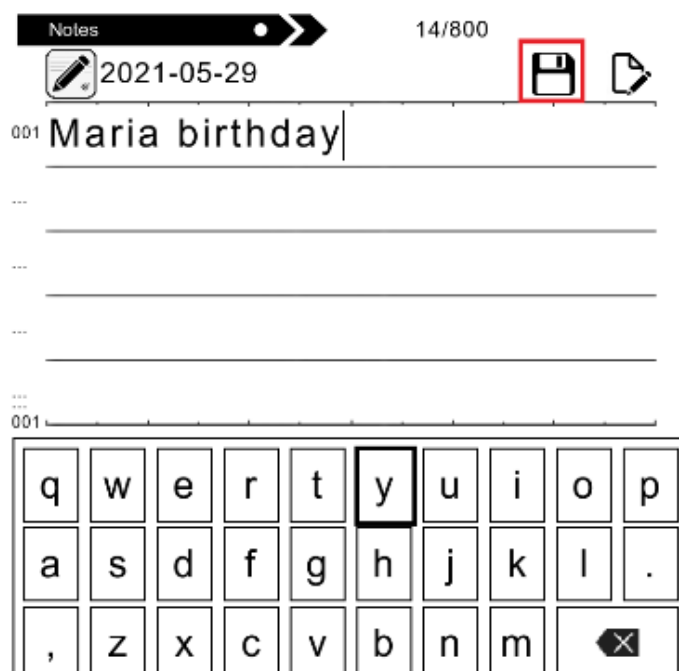 Notes 14/800
2021-05-29
001 Maria birthday
---
---
---
---
001
q w e r t y u i o p
a s d f g h j k l .
, z x c v b n m